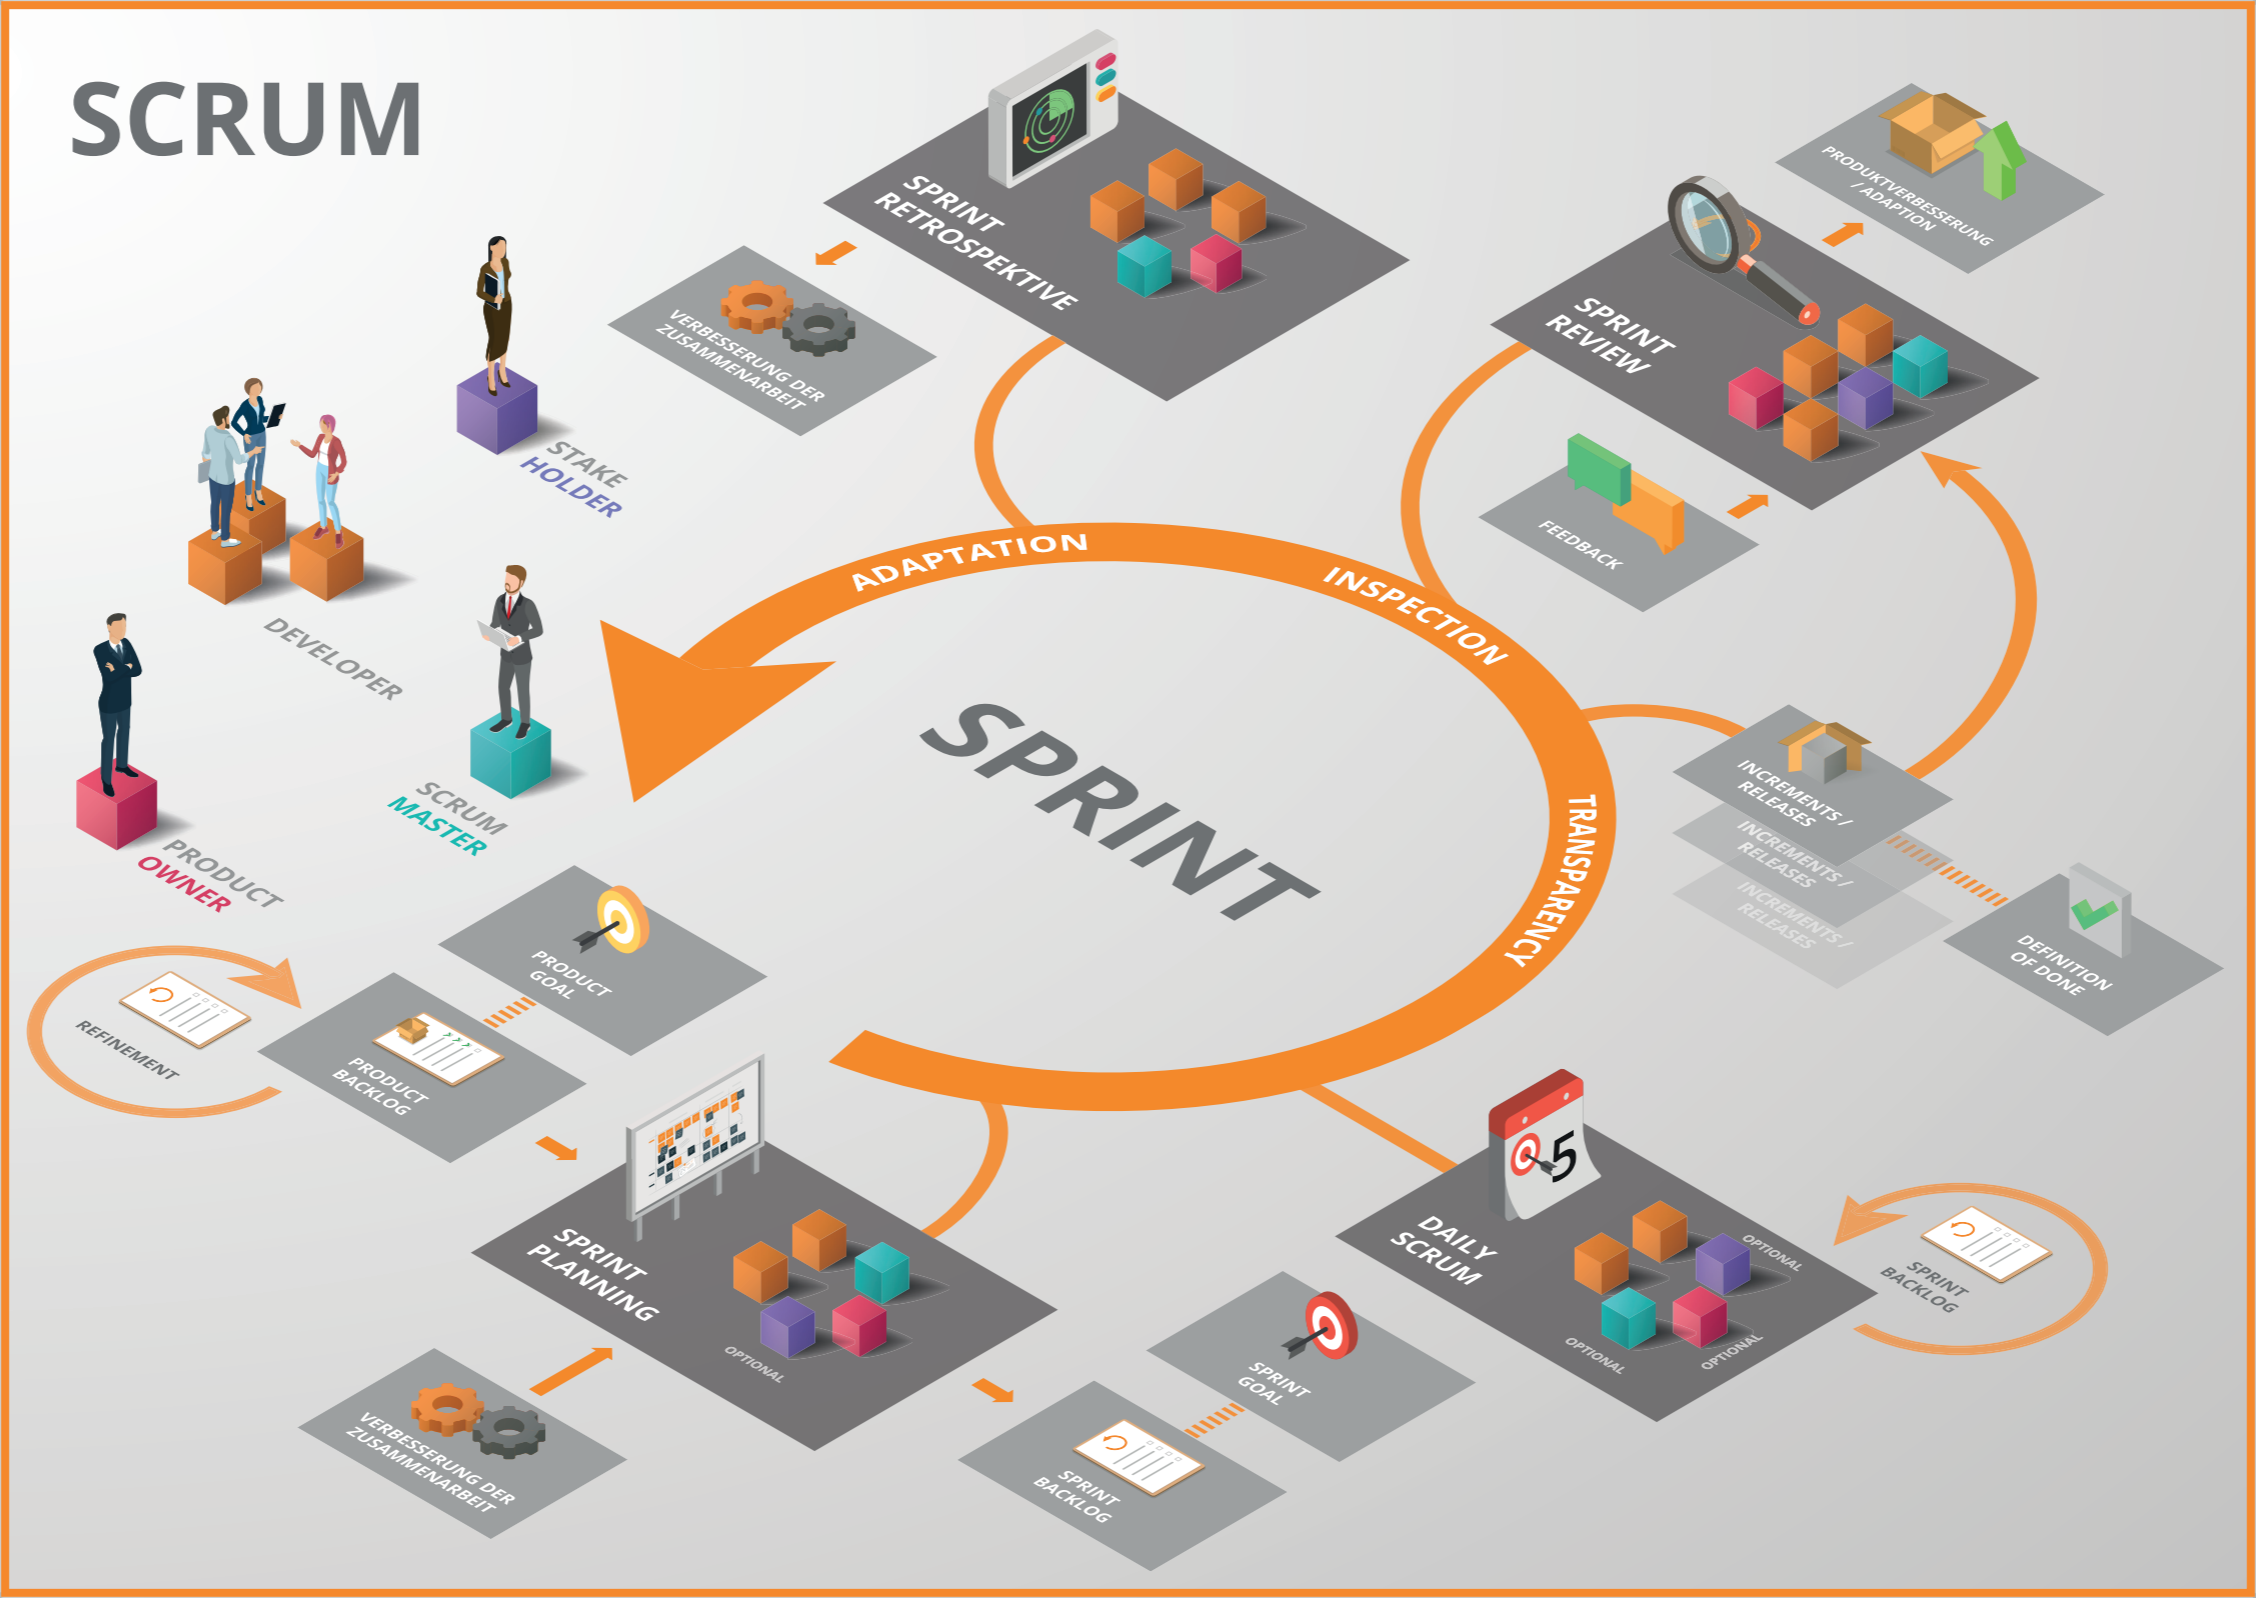 SCRUM
SPRINT
RETROSPEKTIVE
VERBESSERUNG DER
ZUSAMMENARBEIT
PRODUKTVERBESSERUNG
/ ADAPTION
SPRINT
REVIEW
FEEDBACK
STAKE
HOLDER
DEVELOPER
SCRUM
MASTER
PRODUCT
OWNER
ADAPTATION
INSPECTION
TRANSPARENCY
SPRINT
INCREMENTS /
RELEASES
INCREMENTS /
RELEASES
INCREMENTS /
RELEASES
DEFINITION
OF DONE
PRODUCT
GOAL
REFINEMENT
PRODUCT
BACKLOG
SPRINT
PLANNING
OPTIONAL
VERBESSERUNG DER
ZUSAMMENARBEIT
SPRINT
GOAL
SPRINT
BACKLOG
5
DAILY
SCRUM
OPTIONAL
OPTIONAL
OPTIONAL
SPRINT
BACKLOG